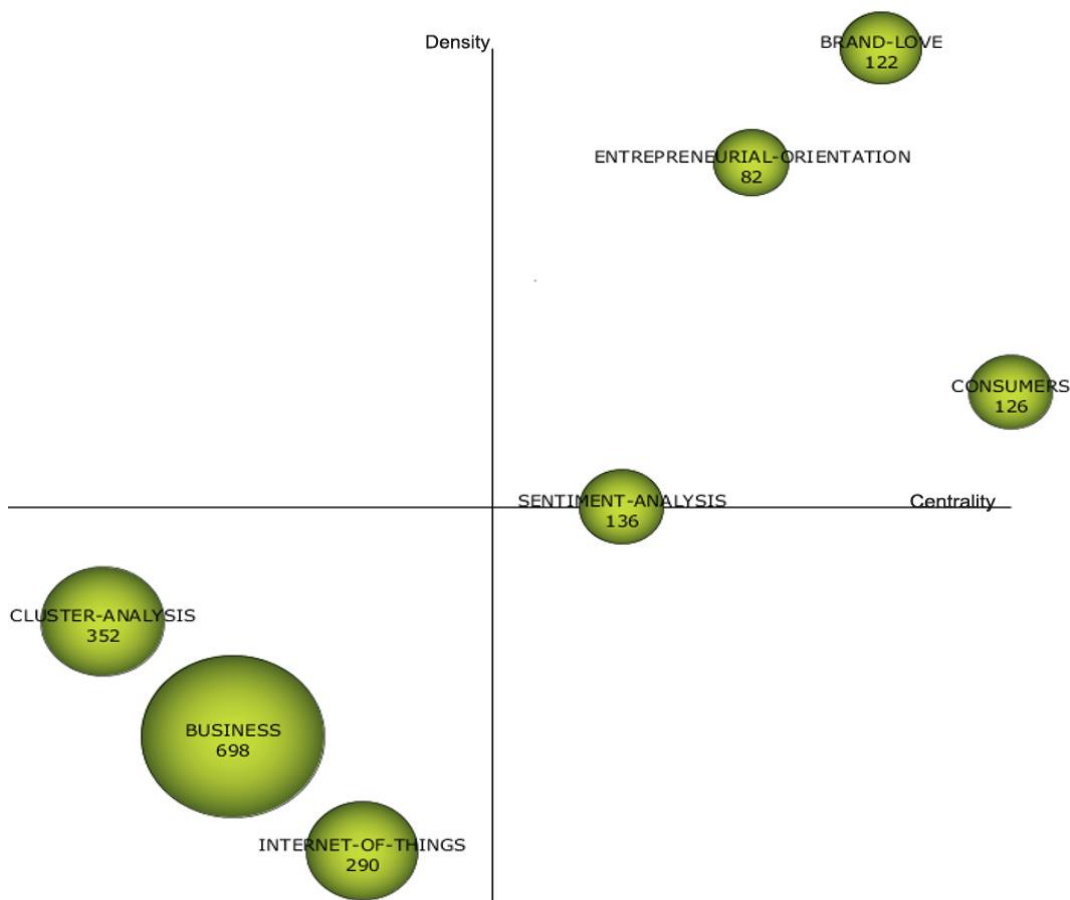 Density
BRAND-LOVE
122
ENTREPRENEURIAL-ORIENTATION
82
CONSUMERS
126
SENTIMENT-ANALYSIS
136
Centrality
CLUSTER-ANALYSIS
352
BUSINESS
698
INTERNET-OF-THINGS
290